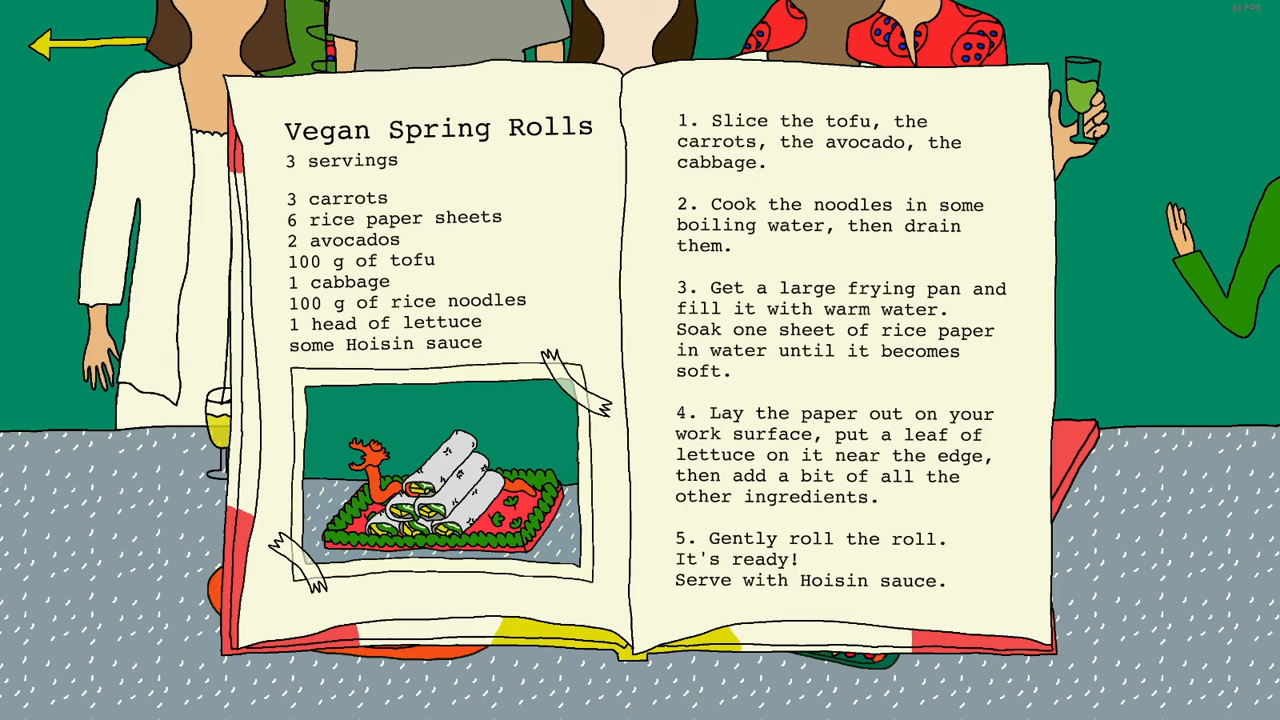 60 FPS
Vegan Spring Rolls
3 servings
3 carrots
6 rice paper sheets
2 avocados
100 g of tofu
1 cabbage
100 g of rice noodles
1 head of lettuce
some Hoisin sauce
1. Slice the tofu, the
carrots, the avocado, the
cabbage.
2. Cook the noodles in some
boiling water, then drain
them.
3. Get a large frying pan and
fill it with warm water.
Soak one sheet of rice paper
in water until it becomes
soft.
4. Lay the paper out on your
work surface, put a leaf of
lettuce on it near the edge,
then add a bit of all the
other ingredients.
5. Gently roll the roll.
It's ready!
Serve with Hoisin sauce.